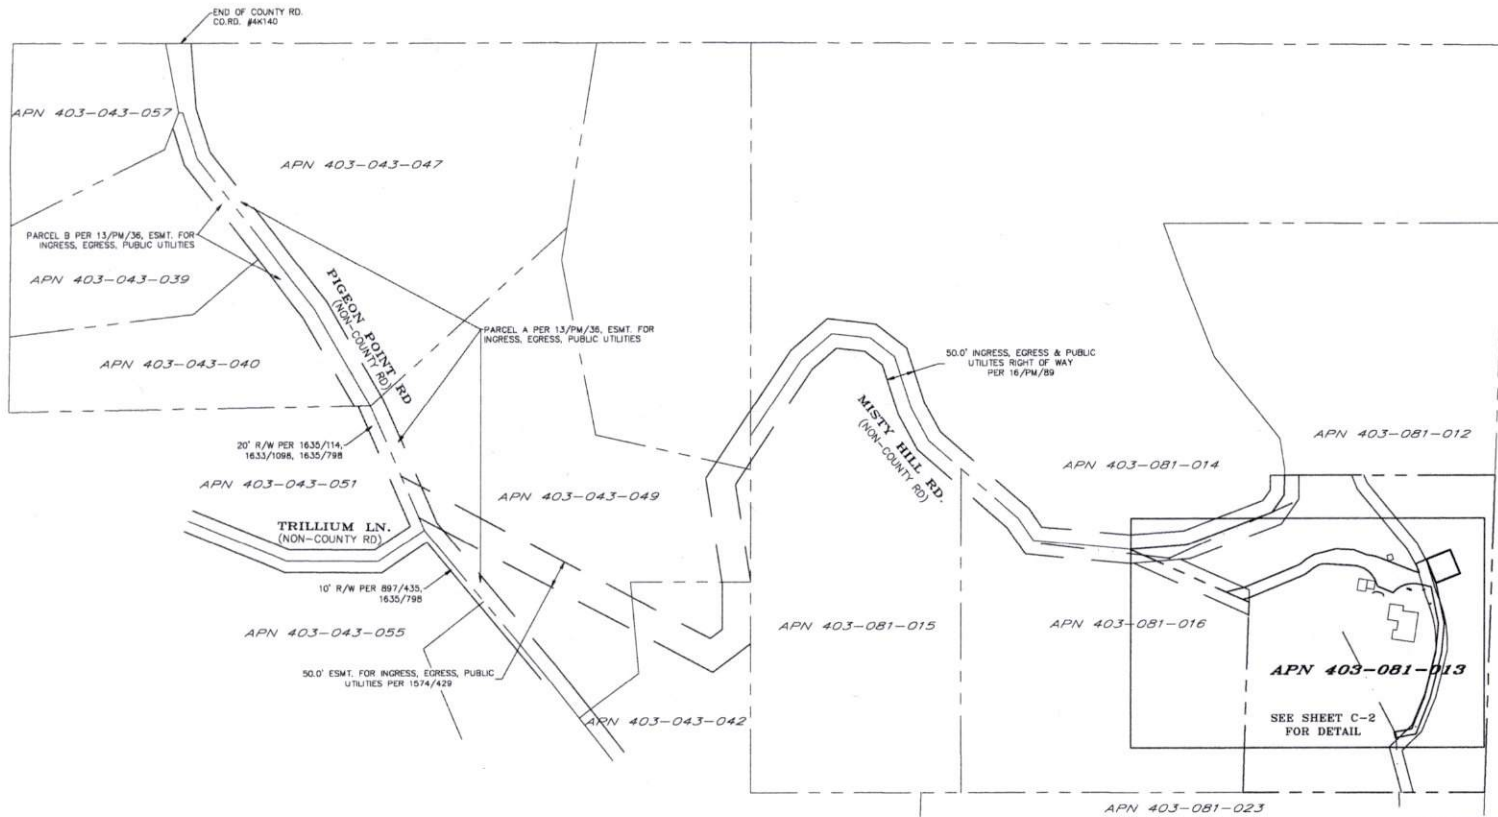 END OF COUNTY RD.
CO.RD. #4K140
APN 403-043-057
APN 403-043-047
PARCEL B PER 13/PM/36, ESMT. FOR
INGRESS, EGRESS, PUBLIC UTILITIES
APN 403-043-039
PIGEON POINT RD
(NON-COUNTY RD)
PARCEL A PER 13/PM/36, ESMT. FOR
INGRESS, EGRESS, PUBLIC UTILITIES
APN 403-043-040
50.0' INGRESS, EGRESS & PUBLIC
UTILITES RIGHT OF WAY
PER 16/PM/89
MISTY HILL RD.
(NON-COUNTY RD)
20' R/W PER 1635/114,
1633/1098, 1635/798
APN 403-081-012
APN 403-081-014
APN 403-043-051
APN 403-043-049
TRILLIUM LN.
(NON-COUNTY RD)
10' R/W PER 897/435,
1635/798
APN 403-043-055
APN 403-081-015
APN 403-081-016
50.0' ESMT. FOR INGRESS, EGRESS, PUBLIC
UTILITIES PER 1574/429
APN 403-081-013
APN 403-043-042
SEE SHEET C-2
FOR DETAIL
APN 403-081-023